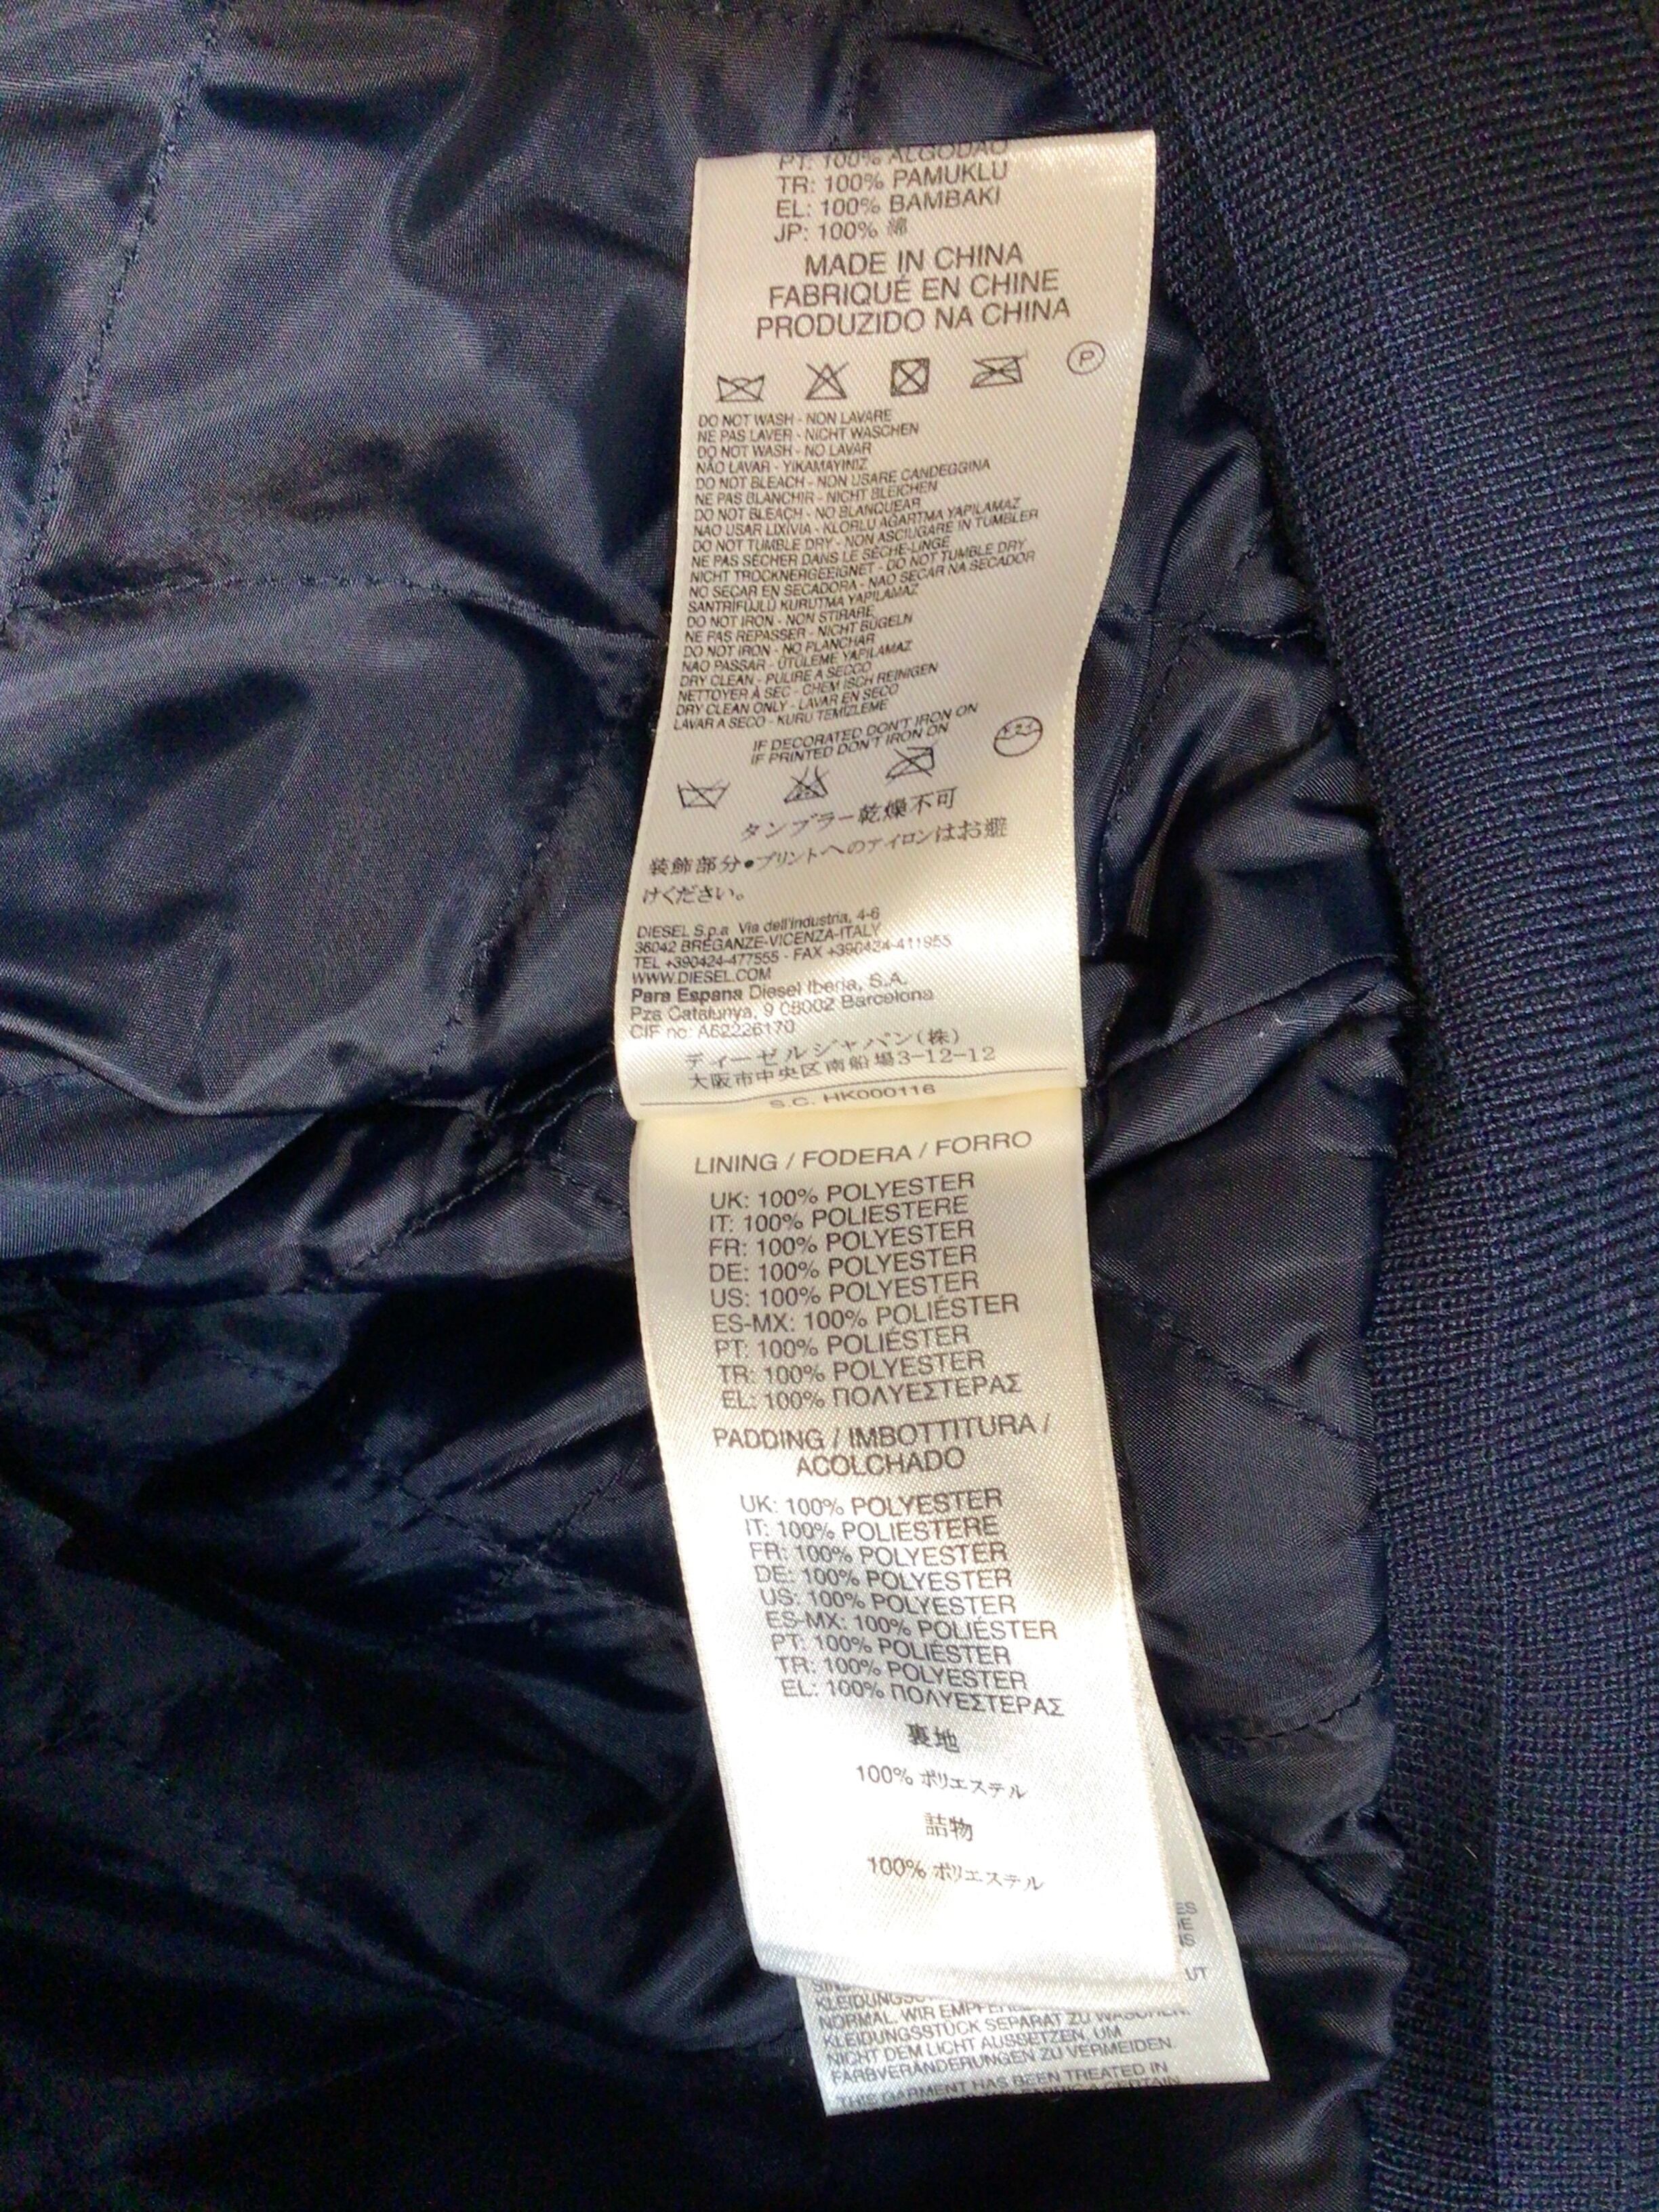 PT: 100% ALGODAO
TR: 100% PAMUKLU
EL: 100% BAMBAKI
JP: 100% 綿
MADE IN CHINA
FABRIQUÉ EN CHINE
PRODUZIDO NA CHINA
P
DO NOT WASH - NON LAVARE
NE PAS LAVER - NICHT WASCHEN
DO NOT WASH - NO LAVAR
NÃO LAVAR - YIKAMAYINIZ
DO NOT BLEACH - NON USARE CANDEGGINA
NE PAS BLANCHIR - NICHT BLEICHEN
DO NOT BLEACH - NO BLANQUEAR
NAO USAR LIXÍVIA - KLORLU AGARTMA YAPILAMAZ
DO NOT TUMBLE DRY - NON ASCIUGARE IN TUMBLER
NE PAS SÉCHER DANS LE SÈCHE-LINGE
NICHT TROCKNERGEEIGNET - DO NOT TUMBLE DRY
NO SECAR EN SECADORA - NAO SECAR NA SECADOR
SANTRİFÜJLÜ KURUTMA YAPILAMAZ
DO NOT IRON - NON STIRARE
NE PAS REPASSER - NICHT BÜGELN
DO NOT IRON - NO PLANCHAR
NAO PASSAR - ÜTÜLEME YAPILAMAZ
DRY CLEAN - PULIRE A SECCO
NETTOYER À SEC - CHEM ISCH REINIGEN
DRY CLEAN ONLY - LAVAR EN SECO
LAVAR A SECO - KURU TEMİZLEME
IF DECORATED DON'T IRON ON
IF PRINTED DON'T IRON ON
タンブラー乾燥不可
装飾部分●プリントへのアイロンはお避
けください。
DIESEL S.p.a Via dell'industria, 4-6
36042 BREGANZE-VICENZA-ITALY
TEL +390424-477555 - FAX +390424-411955
WWW.DIESEL.COM
Para Espana Diesel Iberia, S.A.
Pza Catalunya, 9 08002 Barcelona
CIF no: A62226170
ディーゼルジャパン(株)
大阪市中央区南船場3-12-12
S.C. HK000116
LINING / FODERA / FORRO
UK: 100% POLYESTER
IT: 100% POLIESTERE
FR: 100% POLYESTER
DE: 100% POLYESTER
US: 100% POLYESTER
ES-MX: 100% POLIÉSTER
PT: 100% POLIÉSTER
TR: 100% POLYESTER
EL: 100% ΠΟΛΥΕΣΤΕΡΑΣ
PADDING / IMBOTTITURA /
ACOLCHADO
UK: 100% POLYESTER
IT: 100% POLIESTERE
FR: 100% POLYESTER
DE: 100% POLYESTER
US: 100% POLYESTER
ES-MX: 100% POLIÉSTER
PT: 100% POLIÉSTER
TR: 100% POLYESTER
EL: 100% ΠΟΛΥΕΣΤΕΡΑΣ
裏地
100% ポリエステル
詰物
100% ポリエステル
ES
IS
UT
NORMAL. WIR
KLEIDUNGSSTÜCK SEPARAT ZU WASCHEN.
NICHT DEM LICHT AUSSETZEN, UM
FARBVERÄNDERUNGEN ZU VERMEIDEN.
THIS GARMENT HAS BEEN TREATED IN